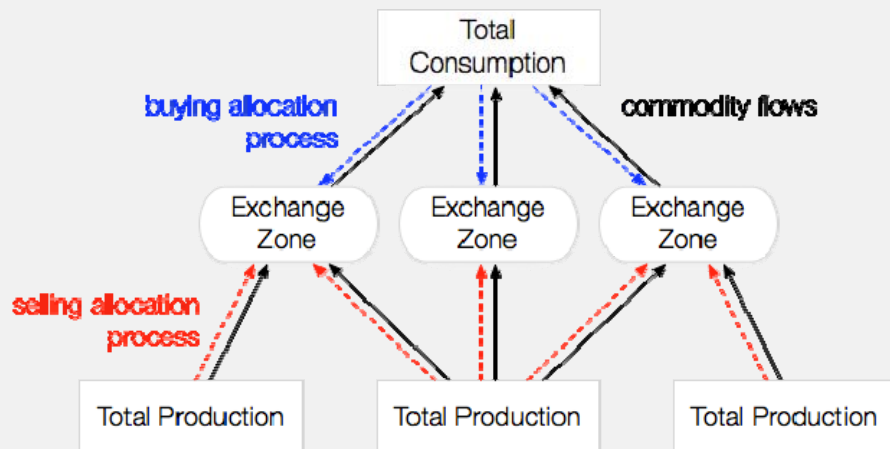 Total
Consumption
buying allocation
process
commodity flows
Exchange
Zone
Exchange
Zone
Exchange
Zone
selling allocation
process
Total Production
Total Production
Total Production